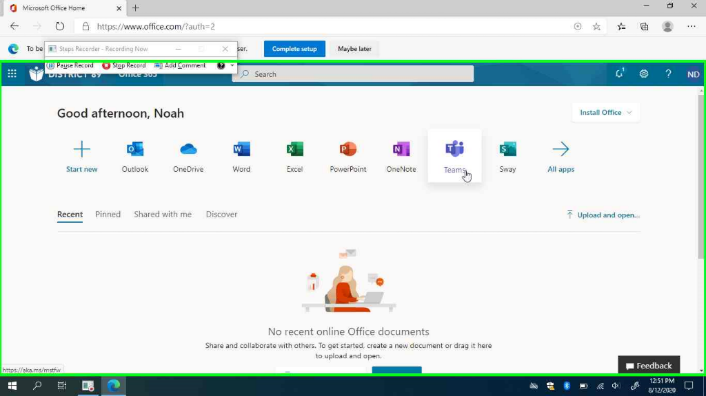 Microsoft Office Home
https://www.office.com/?auth=2
To be
Steps Recorder - Recording Now
ser.
Complete setup
Maybe later
Pause Record
Stop Record
Add Comment
DISTRICT 89
Office 365
Search
1
ND
Good afternoon, Noah
Install Office
Start new
Outlook
OneDrive
Word
Excel
PowerPoint
OneNote
Teams
Sway
All apps
Recent
Pinned
Shared with me
Discover
Upload and open...
No recent online Office documents
Share and collaborate with others. To get started, create a new document or drag it here
to upload and open.
Feedback
https://aka.ms/mstfw
12:51 PM
8/12/2020